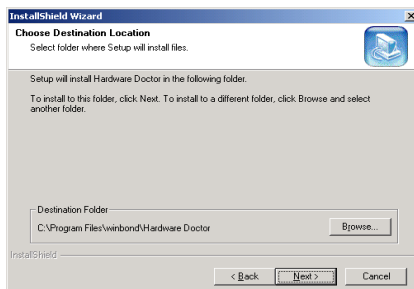 InstallShield Wizard
Choose Destination Location
Select folder where Setup will install files.
Setup will install Hardware Doctor in the following folder.
To install to this folder, click Next. To install to a different folder, click Browse and select
another folder.
Destination Folder
C:\Program Files\winbond\Hardware Doctor
Browse...
InstallShield
< Back
Next >
Cancel